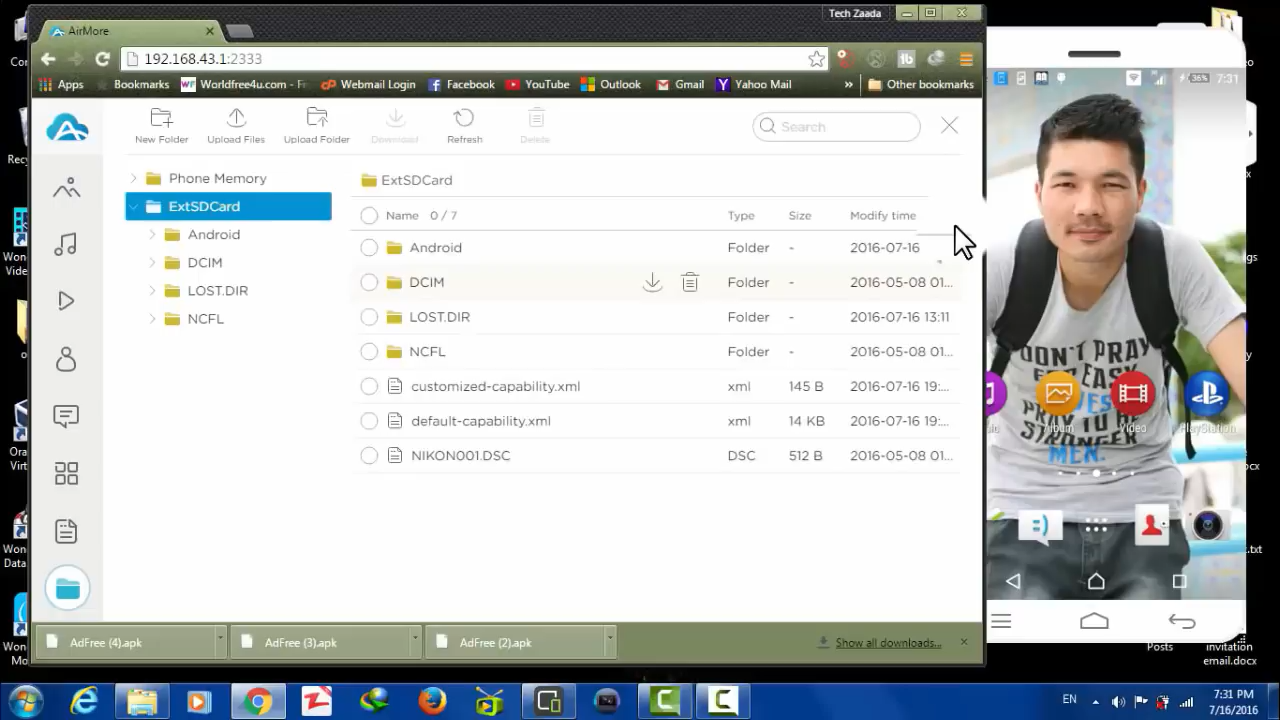 Tech Zaada
AirMore
192.168.43.1:2333
Apps
Bookmarks
Worldfree4u.com - F
Webmail Login
Facebook
YouTube
Outlook
Gmail
Yahoo Mail
»
Other bookmarks
New Folder
Upload Files
Upload Folder
Download
Refresh
Delete
Search
Phone Memory
ExtSDCard
Android
DCIM
LOST.DIR
NCFL
ExtSDCard
Name 0 / 7 Type Size Modify time
Android Folder - 2016-07-16
DCIM Folder - 2016-05-08 01...
LOST.DIR Folder - 2016-07-16 13:11
NCFL Folder - 2016-05-08 01...
customized-capability.xml xml 145 B 2016-07-16 19:...
default-capability.xml xml 14 KB 2016-07-16 19:...
NIKON001.DSC DSC 512 B 2016-05-08 01...
AdFree (4).apk
AdFree (3).apk
AdFree (2).apk
Show all downloads...
36% 7:31
DON'T PRAY
FOR EASY
LIVES
PRAY TO BE
STRONGER
MEN.
Album
Video
PlayStation
Posts
invitation
email.docx
EN
7:31 PM
7/16/2016